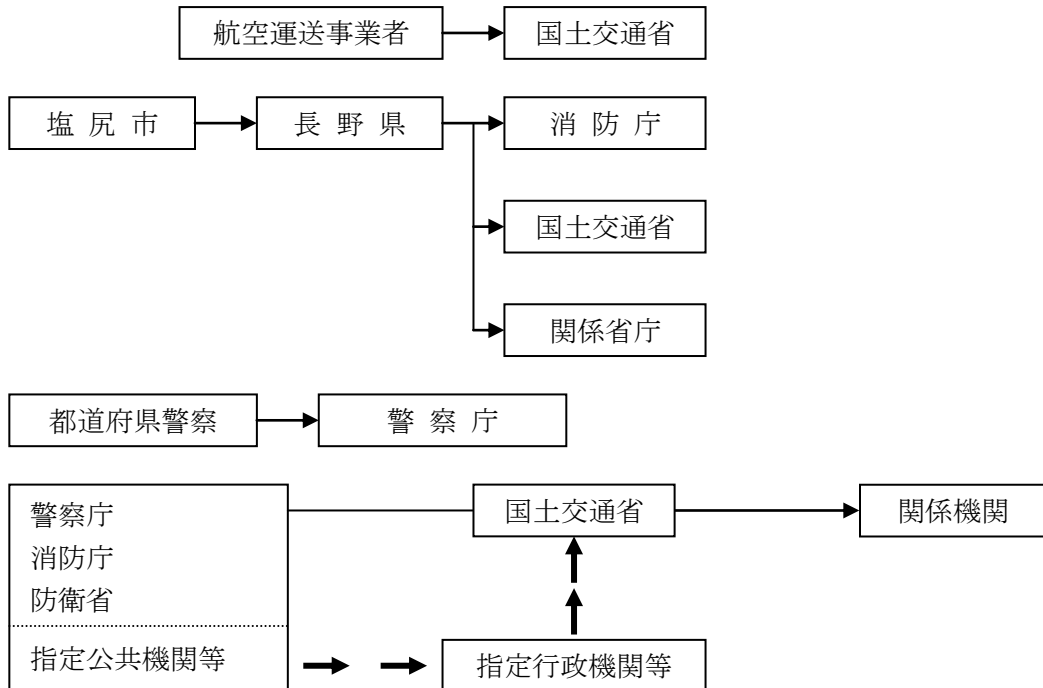 航空運送事業者
国土交通省
塩尻市
長野県
消防庁
国土交通省
関係省庁
都道府県警察
警察庁
警察庁
消防庁
防衛省
指定公共機関等
国土交通省
関係機関
指定行政機関等